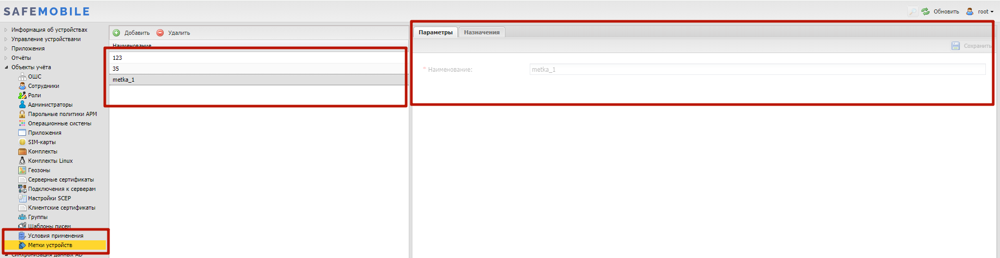 SAFEMOBILE
Обновить
root
Информация об устройствах
Управление устройствами
Приложения
Отчёты
Объекты учёта
ОШС
Сотрудники
Роли
Администраторы
Парольные политики АРМ
Операционные системы
Приложения
SIM-карты
Комплекты
Комплекты Linux
Геозоны
Серверные сертификаты
Подключения к серверам
Настройки SCEP
Клиентские сертификаты
Группы
Шаблоны писем
Условия применения
Метки устройств
Синхронизация данных AD
Добавить Удалить
Наименование
123
35
metka_1
Параметры Назначения
Сохранить
* Наименование: metka_1